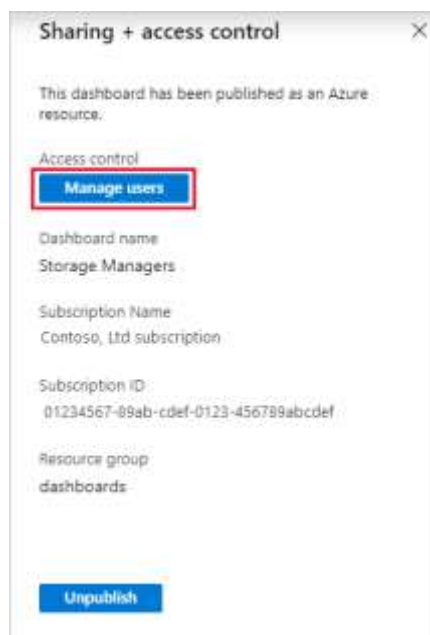 Sharing + access control
This dashboard has been published as an Azure
resource.
Access control
Manage users
Dashboard name
Storage Managers
Subscription Name
Contoso, Ltd subscription
Subscription ID
01234567-89ab-cdef-0123-456789abcdef
Resource group
dashboards
Unpublish